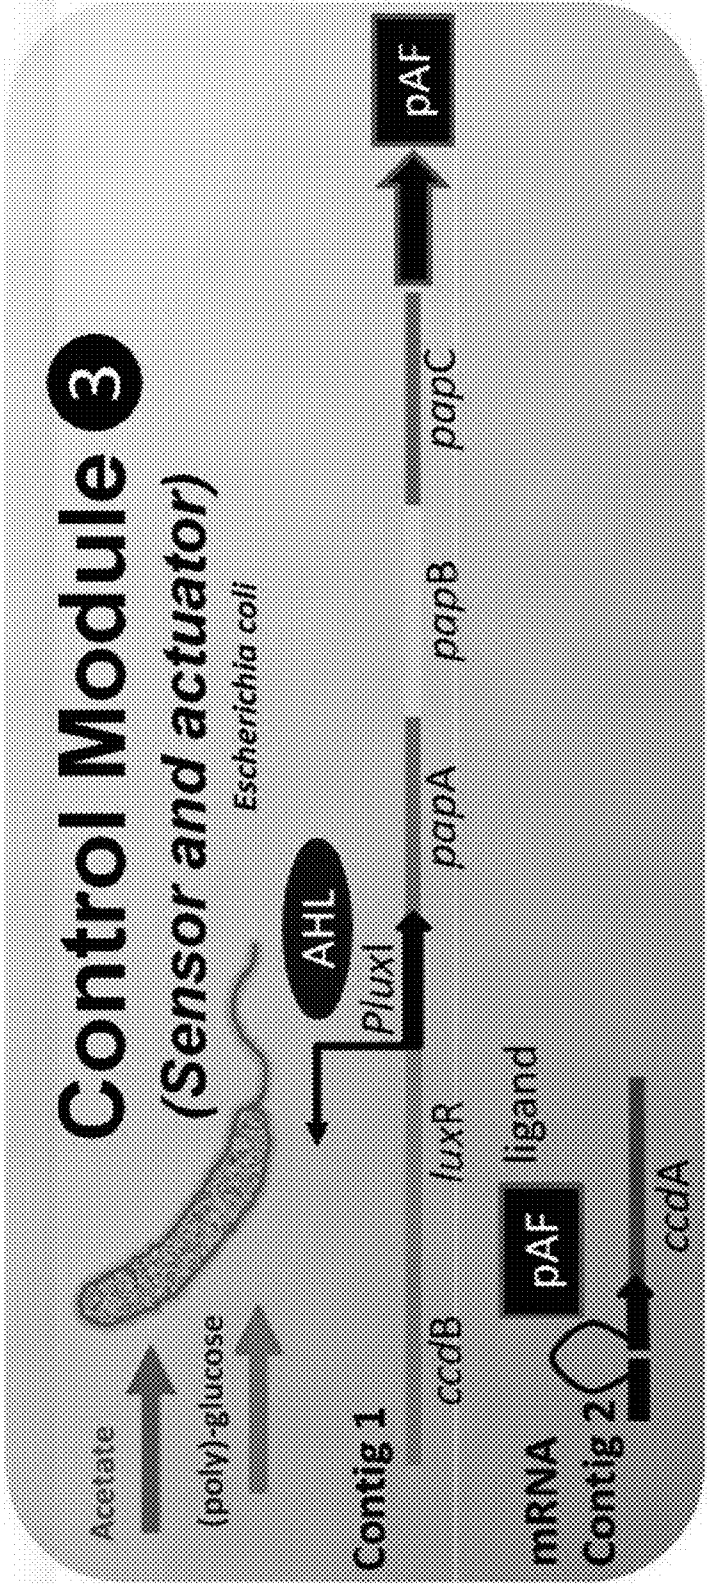 Control Module 3
(Sensor and actuator)
Escherichia coli
Acetate
(poly)-glucose
AHL
Contig 1
PluxI
pAF
ccdB
luxR
papA
papB
papC
mRNA
Contig 2
pAF
ligand
ccdA